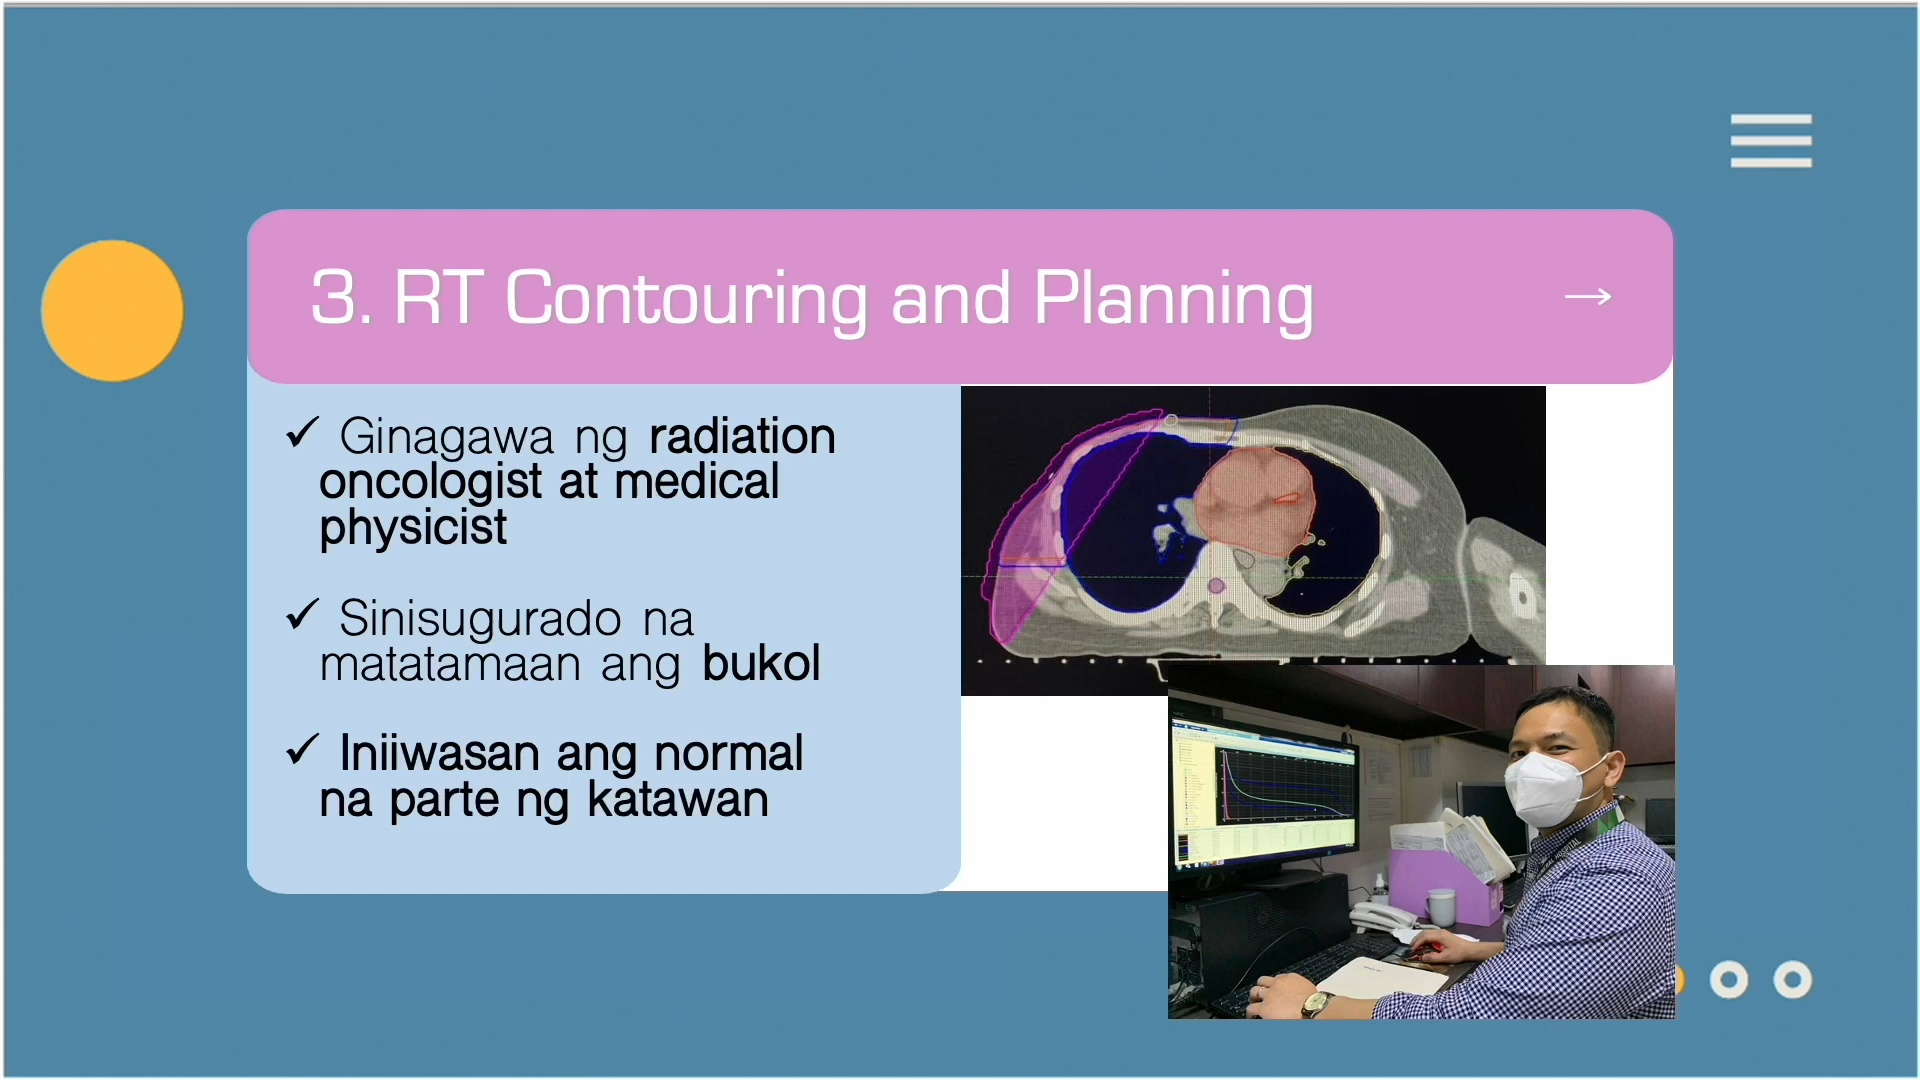 3. RT Contouring and Planning
✓ Ginagawa ng radiation
oncologist at medical
physicist
✓ Sinisugurado na
matatamaan ang bukol
✓ Iniiwasan ang normal
na parte ng katawan